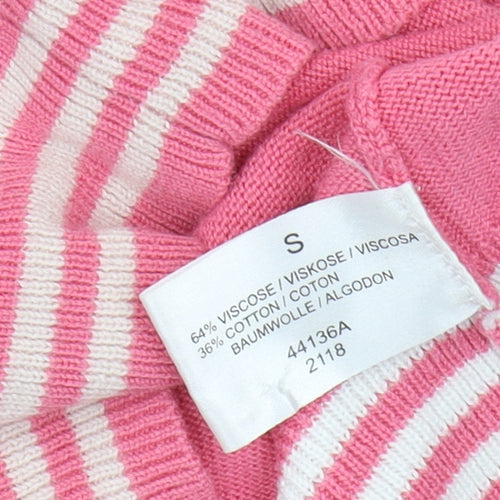 S
64% VISCOSE / VISKOSE / VISCOSA
36% COTTON / COTON
BAUMWOLLE / ALGODON
44136A
2118